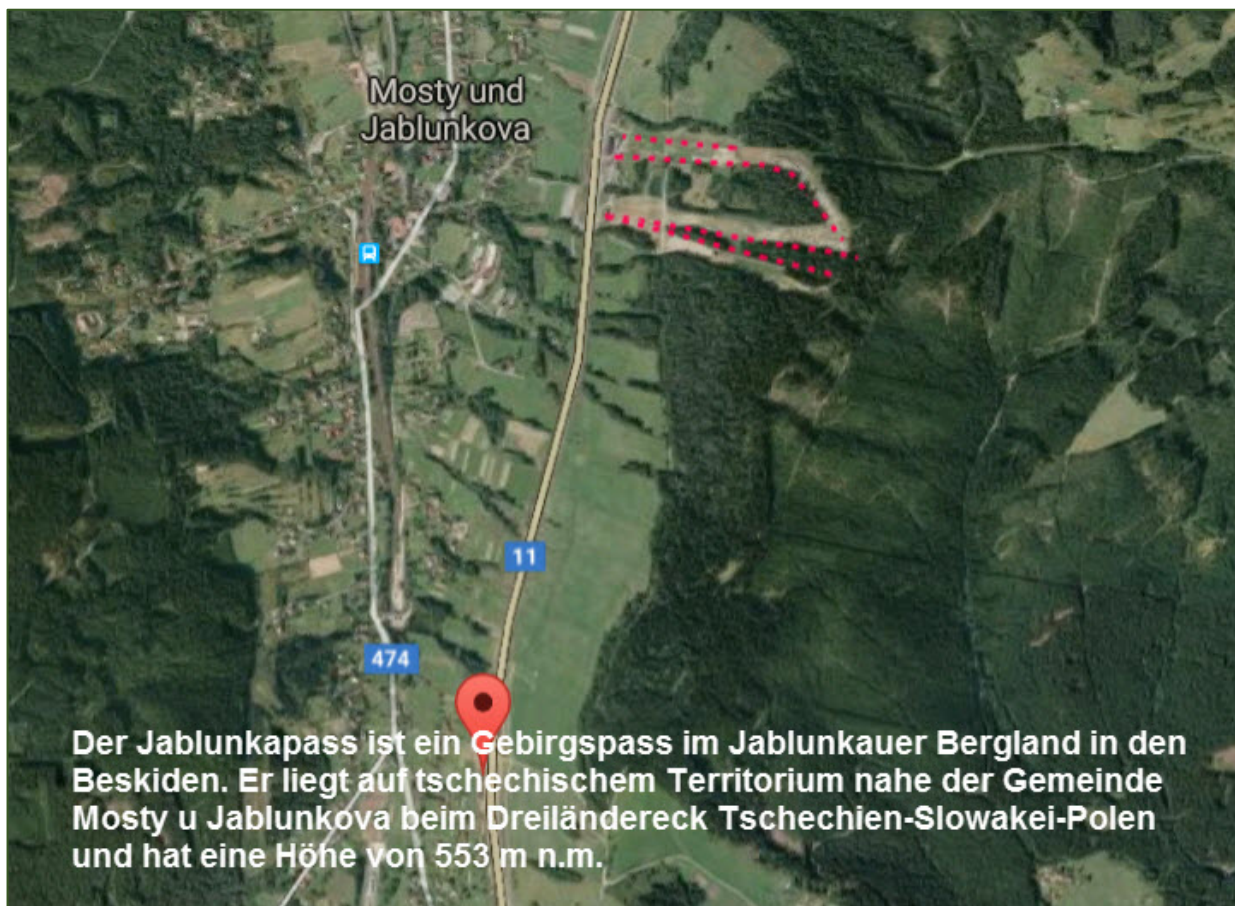 Mosty und
Jablunkova
11
474
Der Jablunkapass ist ein Gebirgspass im Jablunkauer Bergland in den
Beskiden. Er liegt auf tschechischem Territorium nahe der Gemeinde
Mosty u Jablunkova beim Dreiländereck Tschechien-Slowakei-Polen
und hat eine Höhe von 553 m n.m.